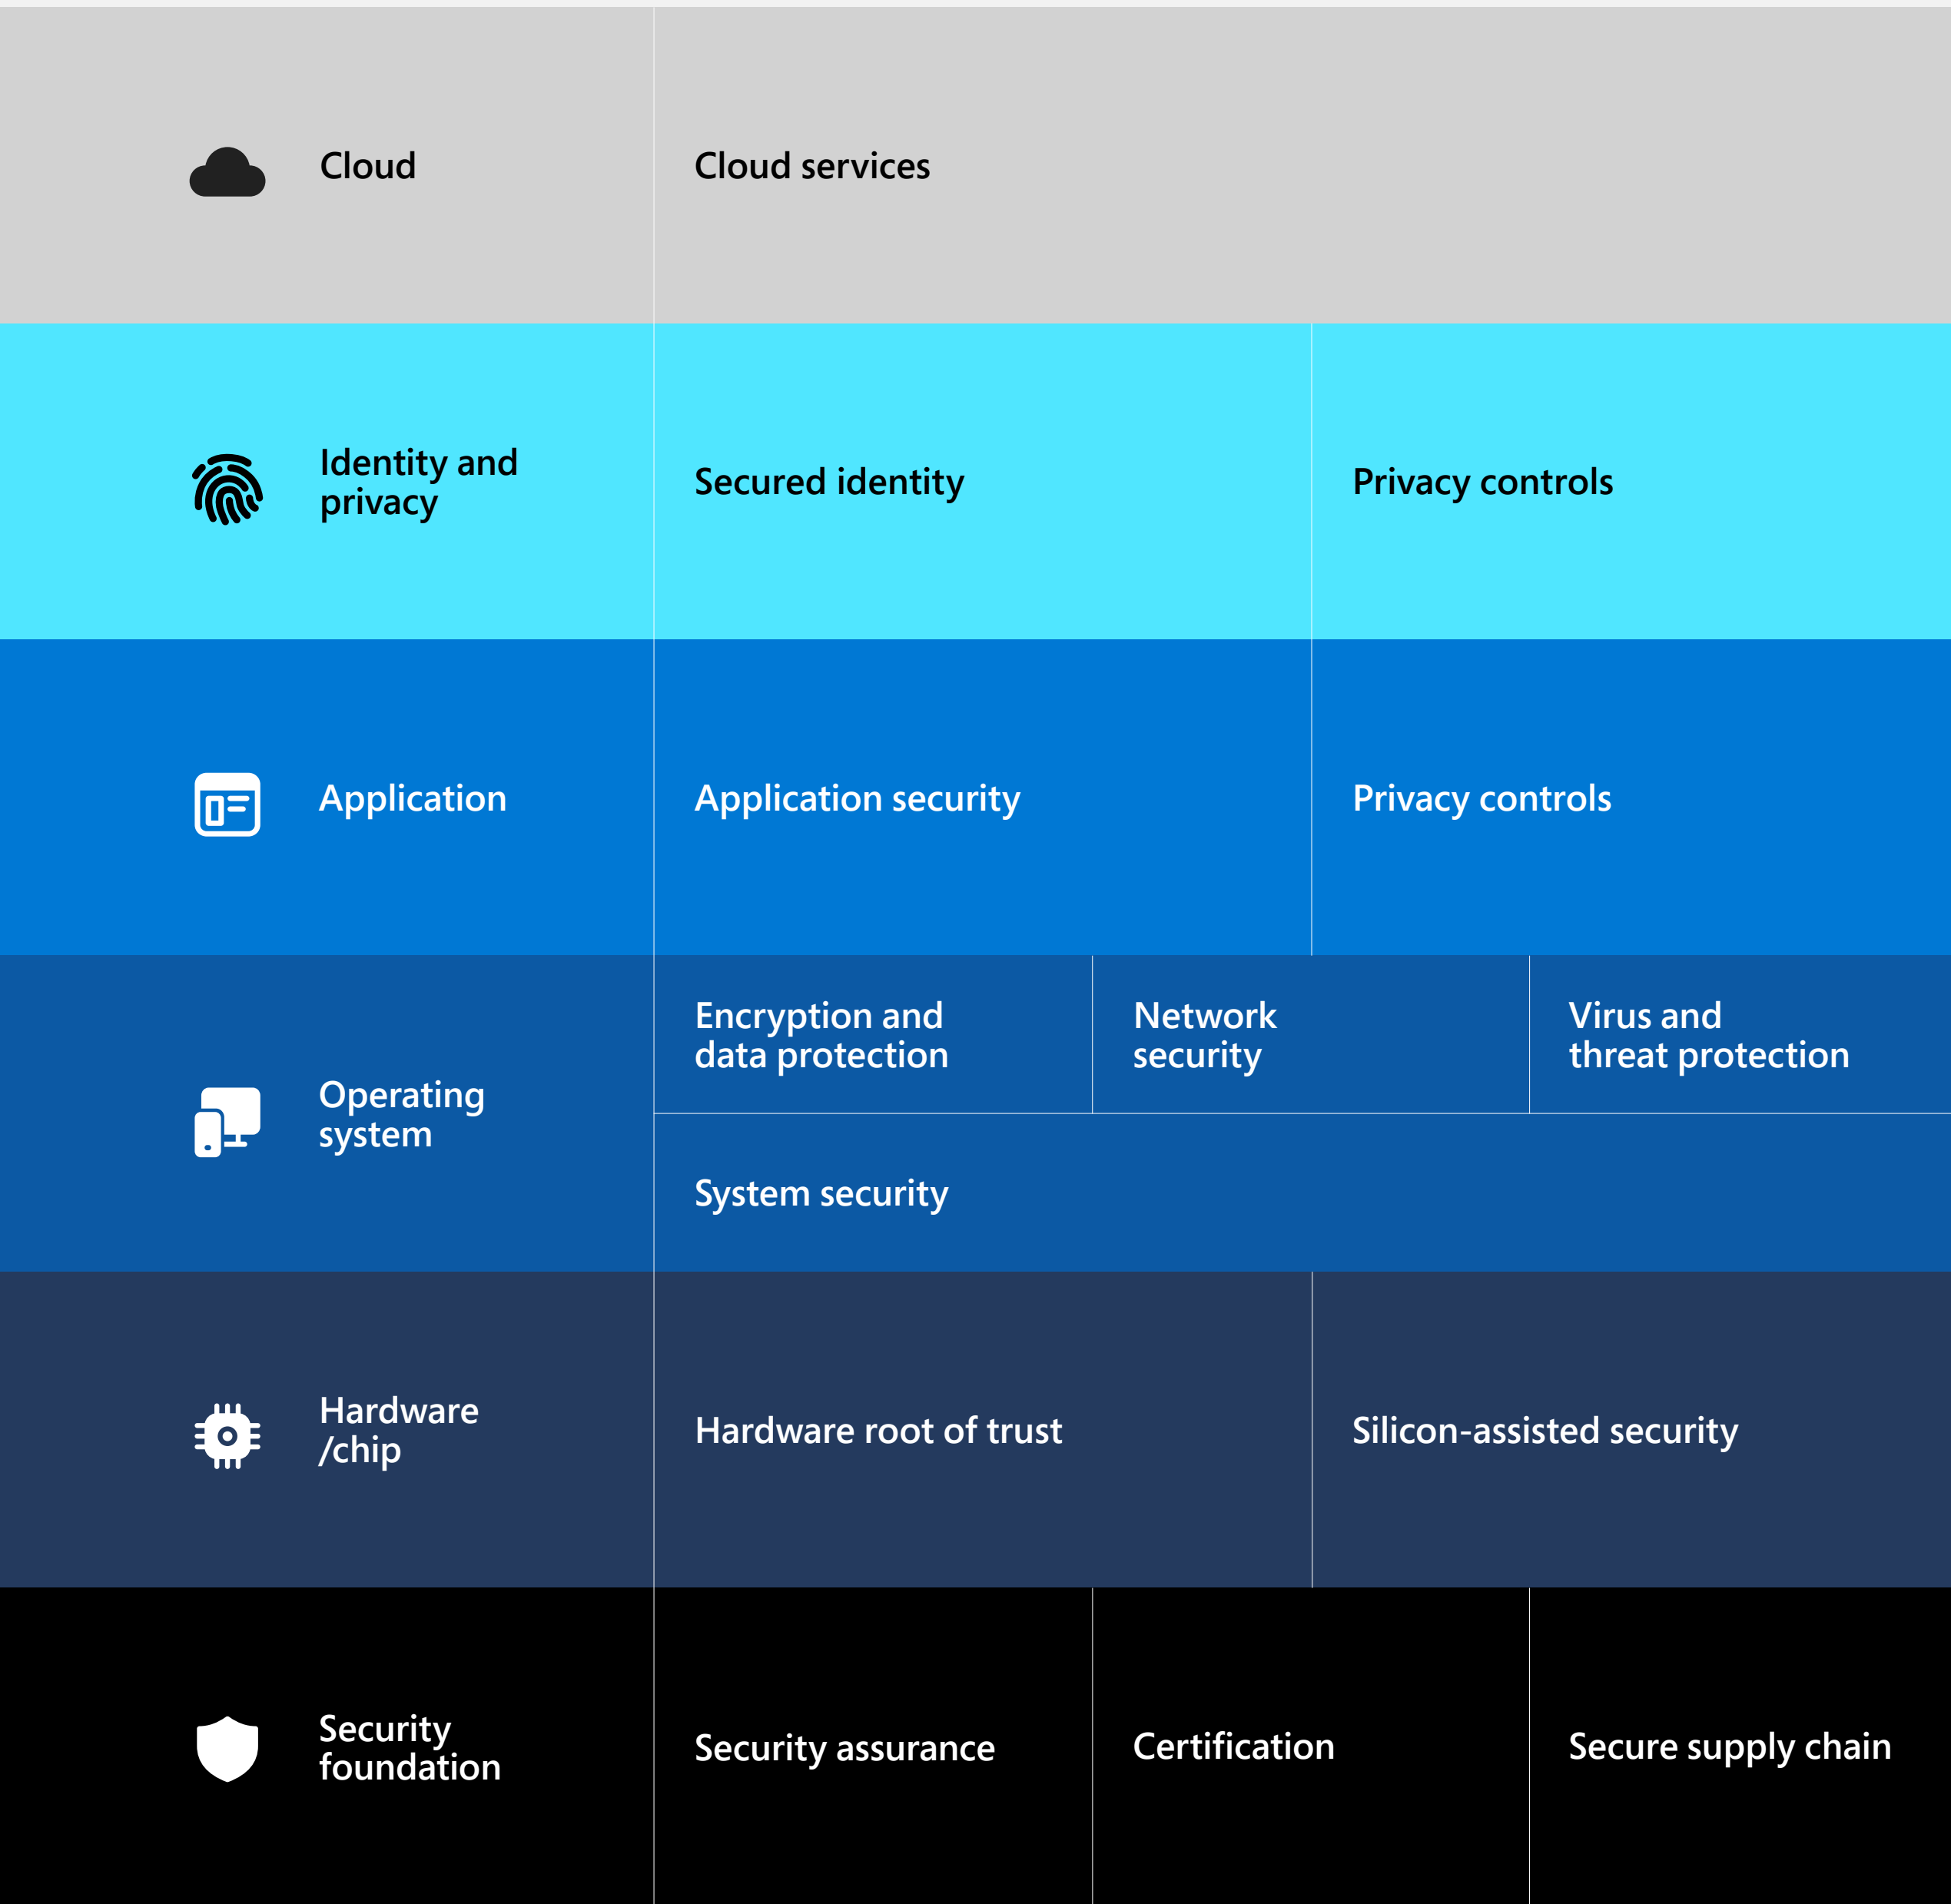 Cloud
Cloud services
Identity and
privacy
Secured identity
Privacy controls
Application
Application security
Privacy controls
Operating
system
Encryption and
data protection
Network
security
Virus and
threat protection
System security
Hardware
/chip
Hardware root of trust
Silicon-assisted security
Security
foundation
Security assurance
Certification
Secure supply chain